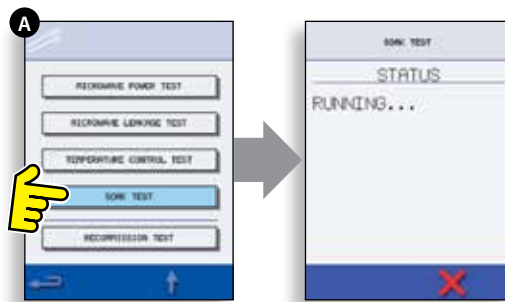 A
MICROWAVE POWER TEST
MICROWAVE LEAKAGE TEST
TEMPERATURE CONTROL TEST
SOAK TEST
RECOMMISSION TEST
SOAK TEST
STATUS
RUNNING...